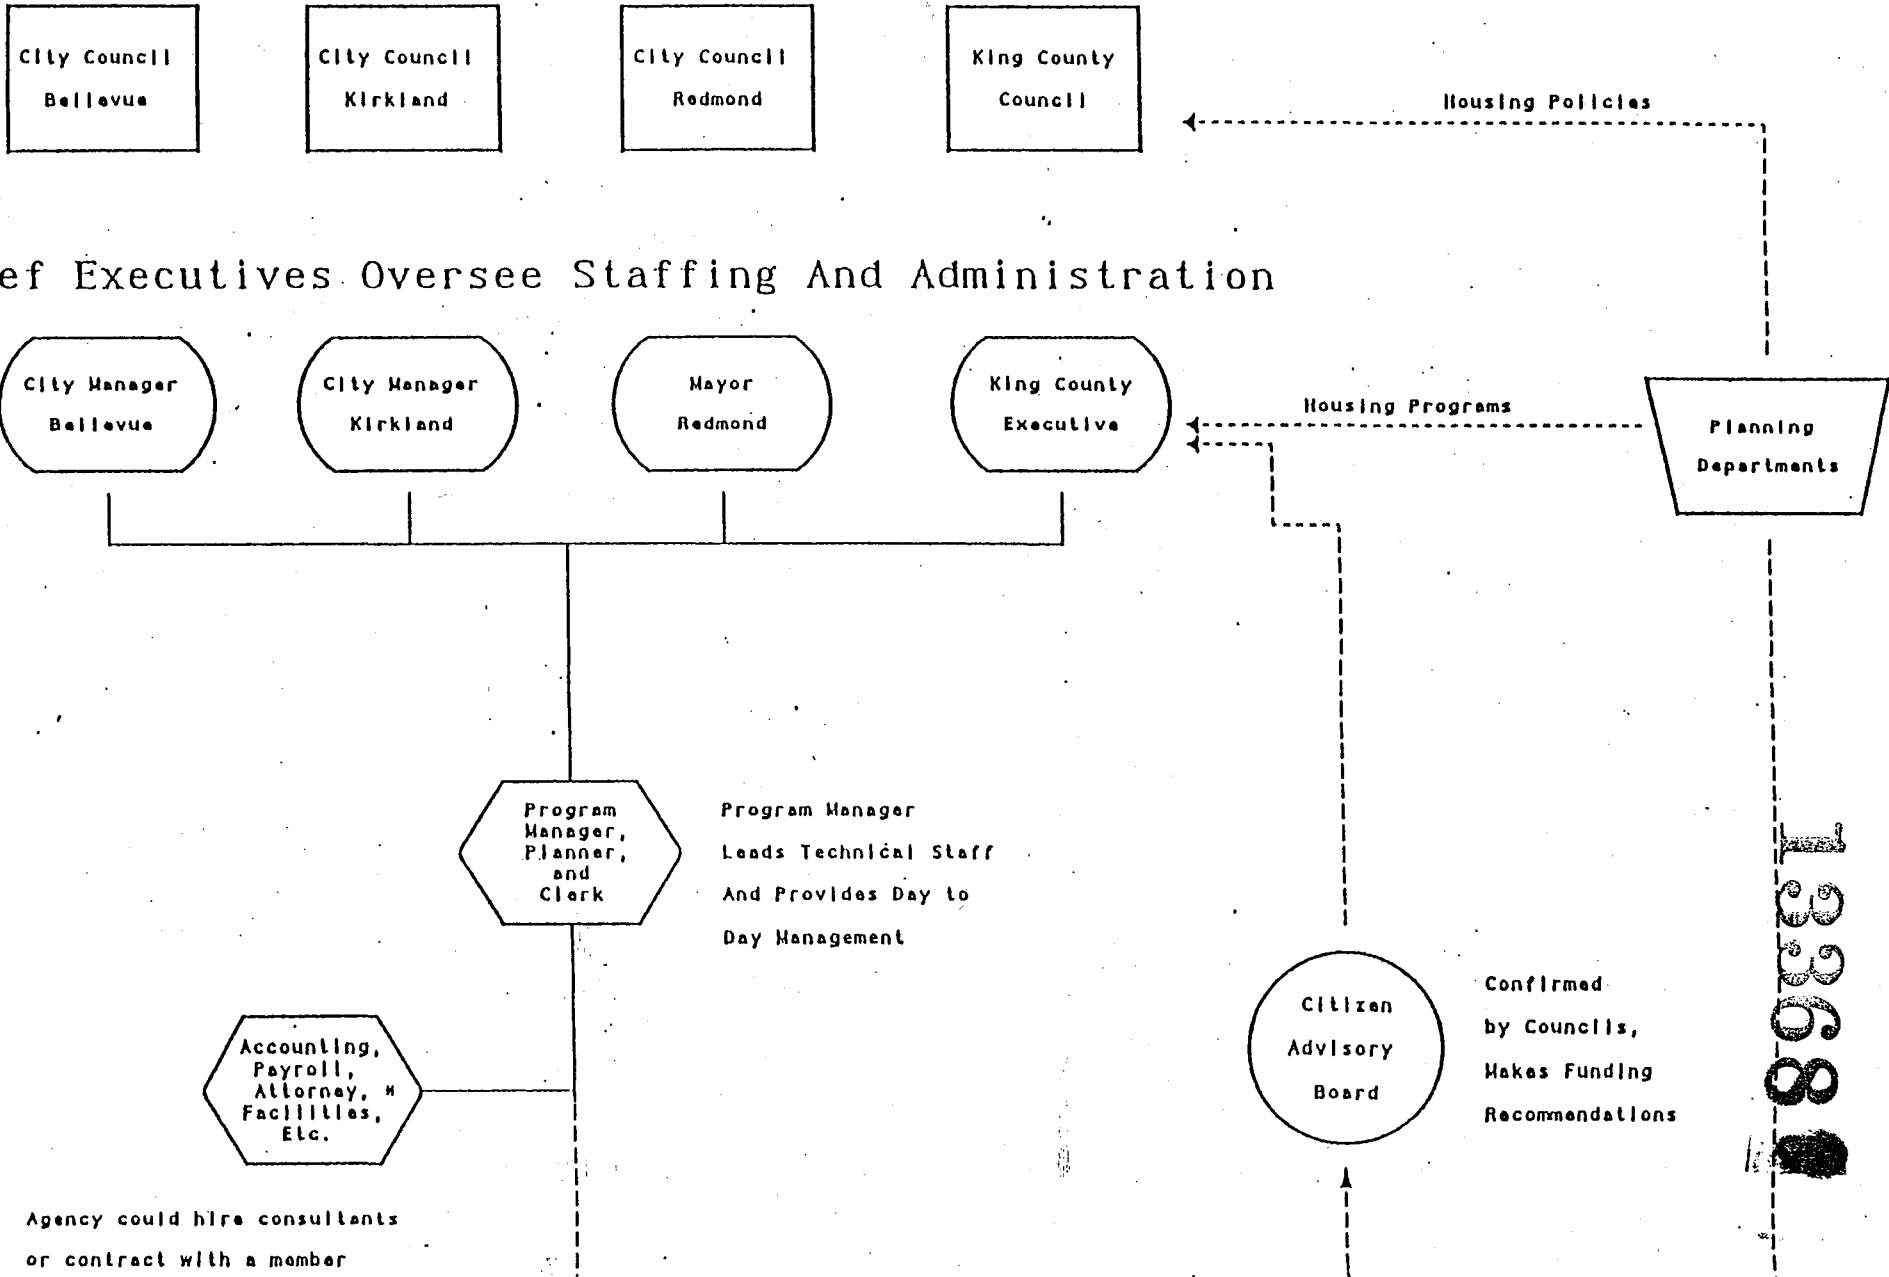 City Council
Bellevue
City Council
Kirkland
City Council
Redmond
King County
Council
Housing Policies
ef Executives Oversee Staffing And Administration
City Manager
Bellevue
City Manager
Kirkland
Mayor
Redmond
King County
Executive
Housing Programs
Planning
Departments
Program
Manager,
Planner,
and
Clerk
Program Manager
Leads Technical Staff
And Provides Day to
Day Management
Accounting,
Payroll,
Attorney, *
Facilities,
Etc.
Citizen
Advisory
Board
Confirmed
by Councils,
Makes Funding
Recommendations
13368
Agency could hire consultants
or contract with a member